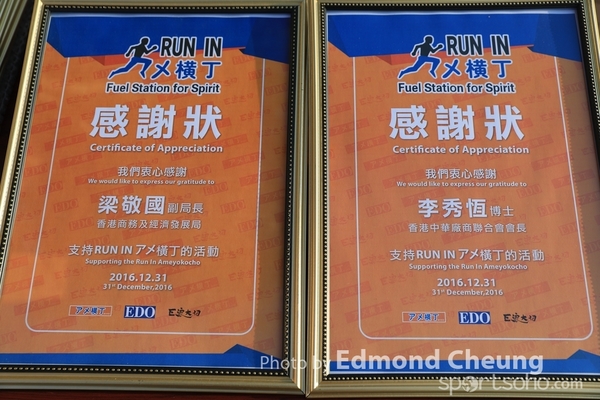 RUN IN
アメ横丁
Fuel Station for Spirit
感謝狀
Certificate of Appreciation
我們衷心感謝
We would like to express our gratitude to
梁敬國副局長
香港商務及經濟發展局
支持RUN IN アメ橫丁的活動
Supporting the Run In Ameyokocho
2016.12.31
31st December,2016
アメ横丁
EDO
RUN IN
アメ横丁
Fuel Station for Spirit
感謝狀
Certificate of Appreciation
我們衷心感謝
We would like to express our gratitude to
李秀恆博士
香港中華廠商聯合會會長
支持RUN IN アメ橫丁的活動
Supporting the Run In Ameyokocho
2016.12.31
31st December,2016
アメ横丁
EDO
Photo by Edmond Cheung
sportsoho.com